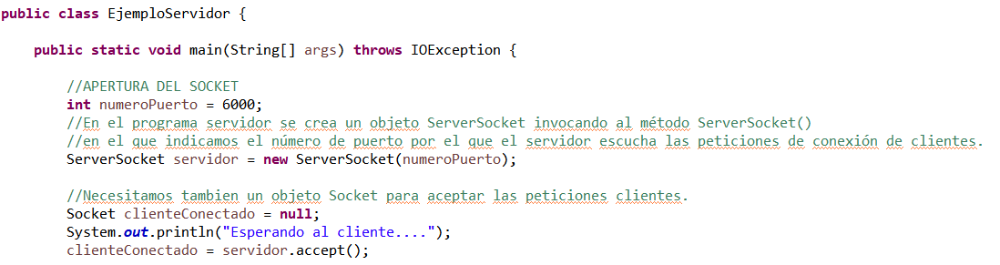 public class EjemploServidor {
public static void main(String[] args) throws IOException {
//APERTURA DEL SOCKET
int numeroPuerto = 6000;
//En el programa servidor se crea un objeto ServerSocket invocando al método ServerSocket()
//en el que indicamos el número de puerto por el que el servidor escucha las peticiones de conexión de clientes.
ServerSocket servidor = new ServerSocket(numeroPuerto);
//Necesitamos tambien un objeto Socket para aceptar las peticiones clientes.
Socket clienteConectado = null;
System.out.println("Esperando al cliente....");
clienteConectado = servidor.accept();